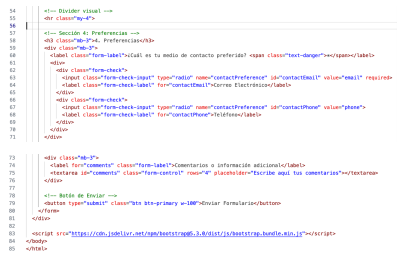 54 <!-- Divider visual -->
55 <hr class="my-4">
56
57 <!-- Sección 4: Preferencias -->
58 <h3 class="mb-3">4. Preferencias</h3>
59 <div class="mb-3">
60 <label class="form-label">¿Cuál es tu medio de contacto preferido? <span class="text-danger">*</span></label>
61 <div>
62 <div class="form-check">
63 <input class="form-check-input" type="radio" name="contactPreference" id="contactEmail" value="email" required>
64 <label class="form-check-label" for="contactEmail">Correo Electrónico</label>
65 </div>
66 <div class="form-check">
67 <input class="form-check-input" type="radio" name="contactPreference" id="contactPhone" value="phone">
68 <label class="form-check-label" for="contactPhone">Teléfono</label>
69 </div>
70 </div>
71 </div>
73 <div class="mb-3">
74 <label for="comments" class="form-label">Comentarios o información adicional</label>
75 <textarea id="comments" class="form-control" rows="4" placeholder="Escribe aquí tus comentarios"></textarea>
76 </div>
77
78 <!-- Botón de Enviar -->
79 <button type="submit" class="btn btn-primary w-100">Enviar Formulario</button>
80 </form>
81 </div>
82
83 <script src="https://cdn.jsdelivr.net/npm/bootstrap@5.3.0/dist/js/bootstrap.bundle.min.js"></script>
84 </body>
85 </html>